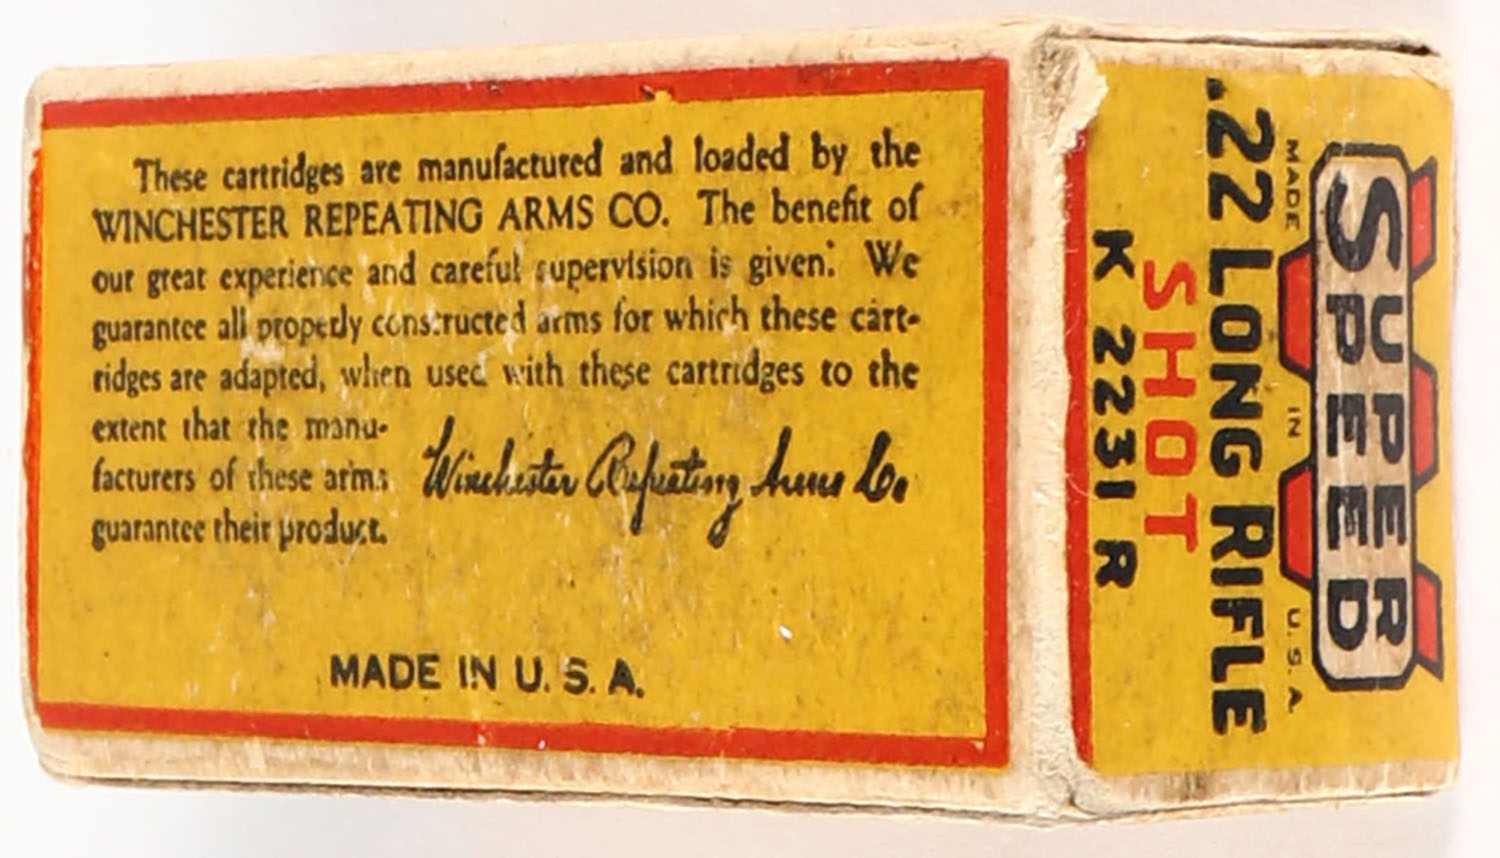 These cartridges are manufactured and loaded by the
WINCHESTER REPEATING ARMS CO. The benefit of
our great experience and careful supervision is given. We
guarantee all properly constructed arms for which these cart-
ridges are adapted, when used with these cartridges to the
extent that the manu-
facturers of these arms
guarantee their product.
Winchester Repeating Arms Co.
MADE IN U. S. A.
SUPER
SPEED
MADE IN U.S.A.
.22 LONG RIFLE
SHOT
K 2231 R